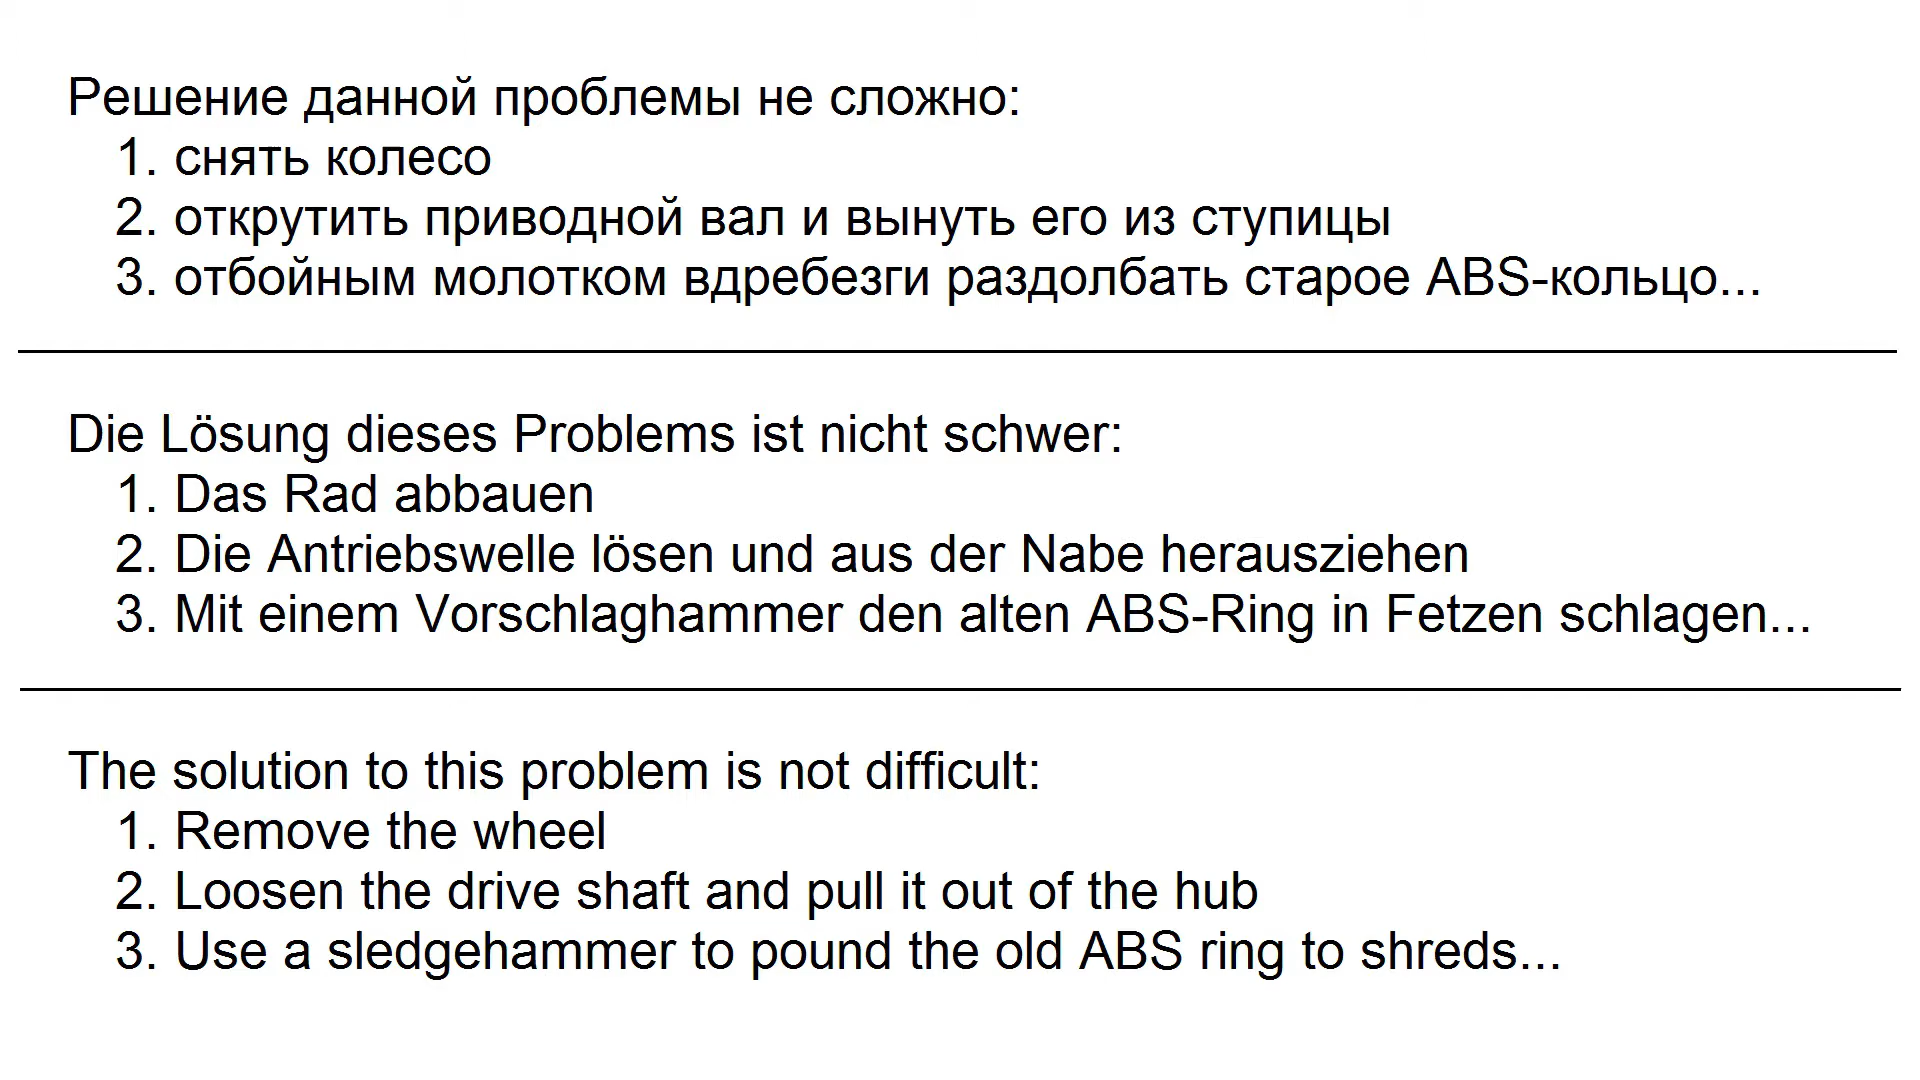 Решение данной проблемы не сложно:
1. снять колесо
2. открутить приводной вал и вынуть его из ступицы
3. отбойным молотком вдребезги раздолбать старое ABS-кольцо...
Die Lösung dieses Problems ist nicht schwer:
1. Das Rad abbauen
2. Die Antriebswelle lösen und aus der Nabe herausziehen
3. Mit einem Vorschlaghammer den alten ABS-Ring in Fetzen schlagen...
The solution to this problem is not difficult:
1. Remove the wheel
2. Loosen the drive shaft and pull it out of the hub
3. Use a sledgehammer to pound the old ABS ring to shreds...